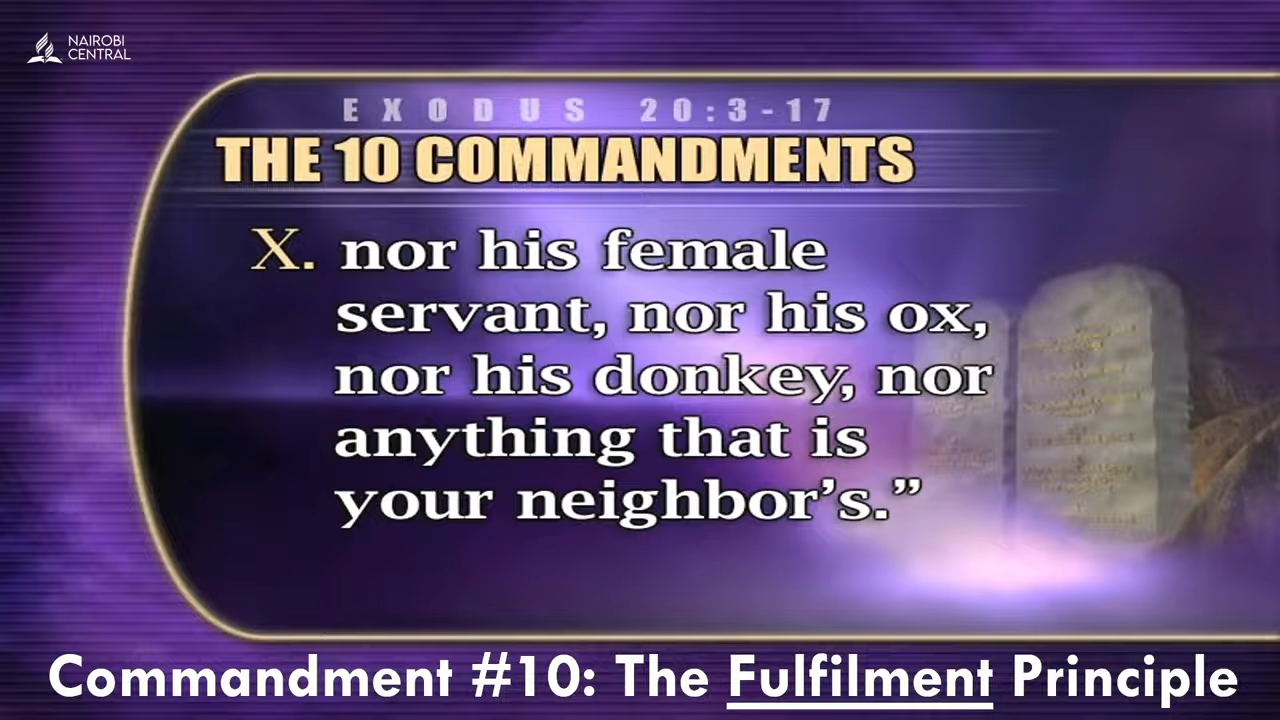 NAIROBI
CENTRAL
EXODUS 20:3-17
THE 10 COMMANDMENTS
X. nor his female
servant, nor his ox,
nor his donkey, nor
anything that is
your neighbor’s.”
Commandment #10: The Fulfilment Principle